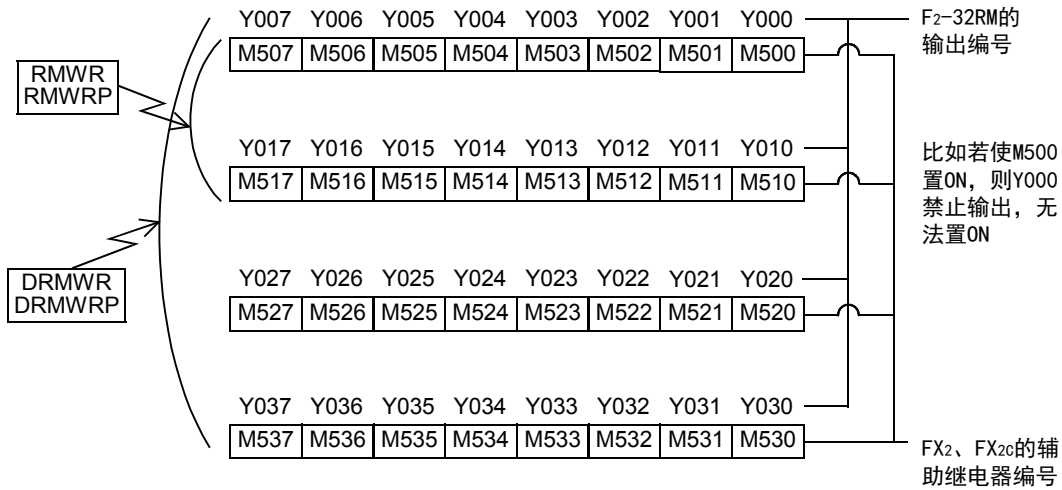 Y007 Y006 Y005 Y004 Y003 Y002 Y001 Y000
M507 M506 M505 M504 M503 M502 M501 M500
F2-32RM的
输出编号
RMWR
RMWRP
Y017 Y016 Y015 Y014 Y013 Y012 Y011 Y010
M517 M516 M515 M514 M513 M512 M511 M510
比如若使M500
置ON，则Y000
禁止输出，无
法置ON
DRMWR
DRMWRP
Y027 Y026 Y025 Y024 Y023 Y022 Y021 Y020
M527 M526 M525 M524 M523 M522 M521 M520
Y037 Y036 Y035 Y034 Y033 Y032 Y031 Y030
M537 M536 M535 M534 M533 M532 M531 M530
FX2、FX2C的辅
助继电器编号